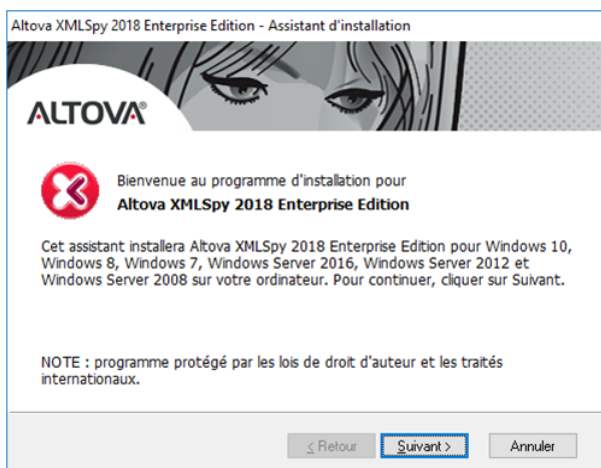 Altova XMLSpy 2018 Enterprise Edition - Assistant d'installation
ALTOVA®
Bienvenue au programme d'installation pour
Altova XMLSpy 2018 Enterprise Edition
Cet assistant installera Altova XMLSpy 2018 Enterprise Edition pour Windows 10,
Windows 8, Windows 7, Windows Server 2016, Windows Server 2012 et
Windows Server 2008 sur votre ordinateur. Pour continuer, cliquer sur Suivant.
NOTE : programme protégé par les lois de droit d'auteur et les traités
internationaux.
< Retour
Suivant >
Annuler